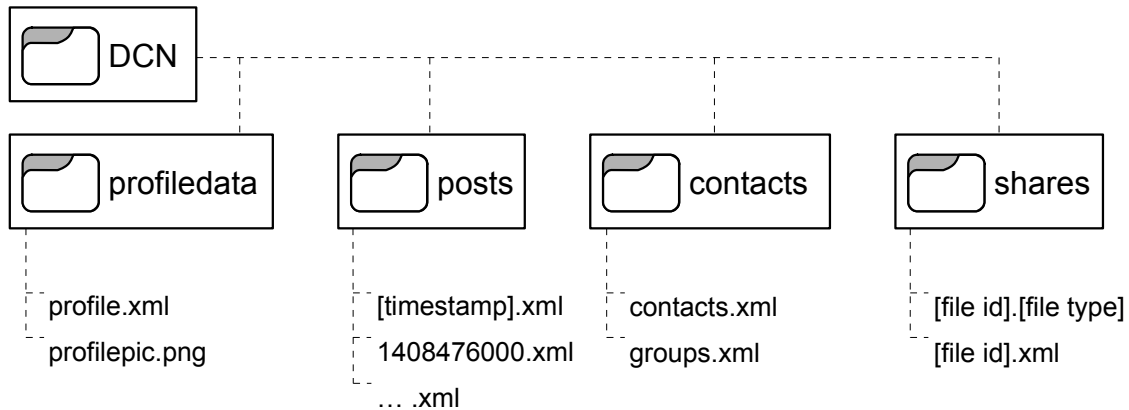 DCN
profiledata
posts
contacts
shares
profile.xml
profilepic.png
[timestamp].xml
1408476000.xml
… .xml
contacts.xml
groups.xml
[file id].[file type]
[file id].xml